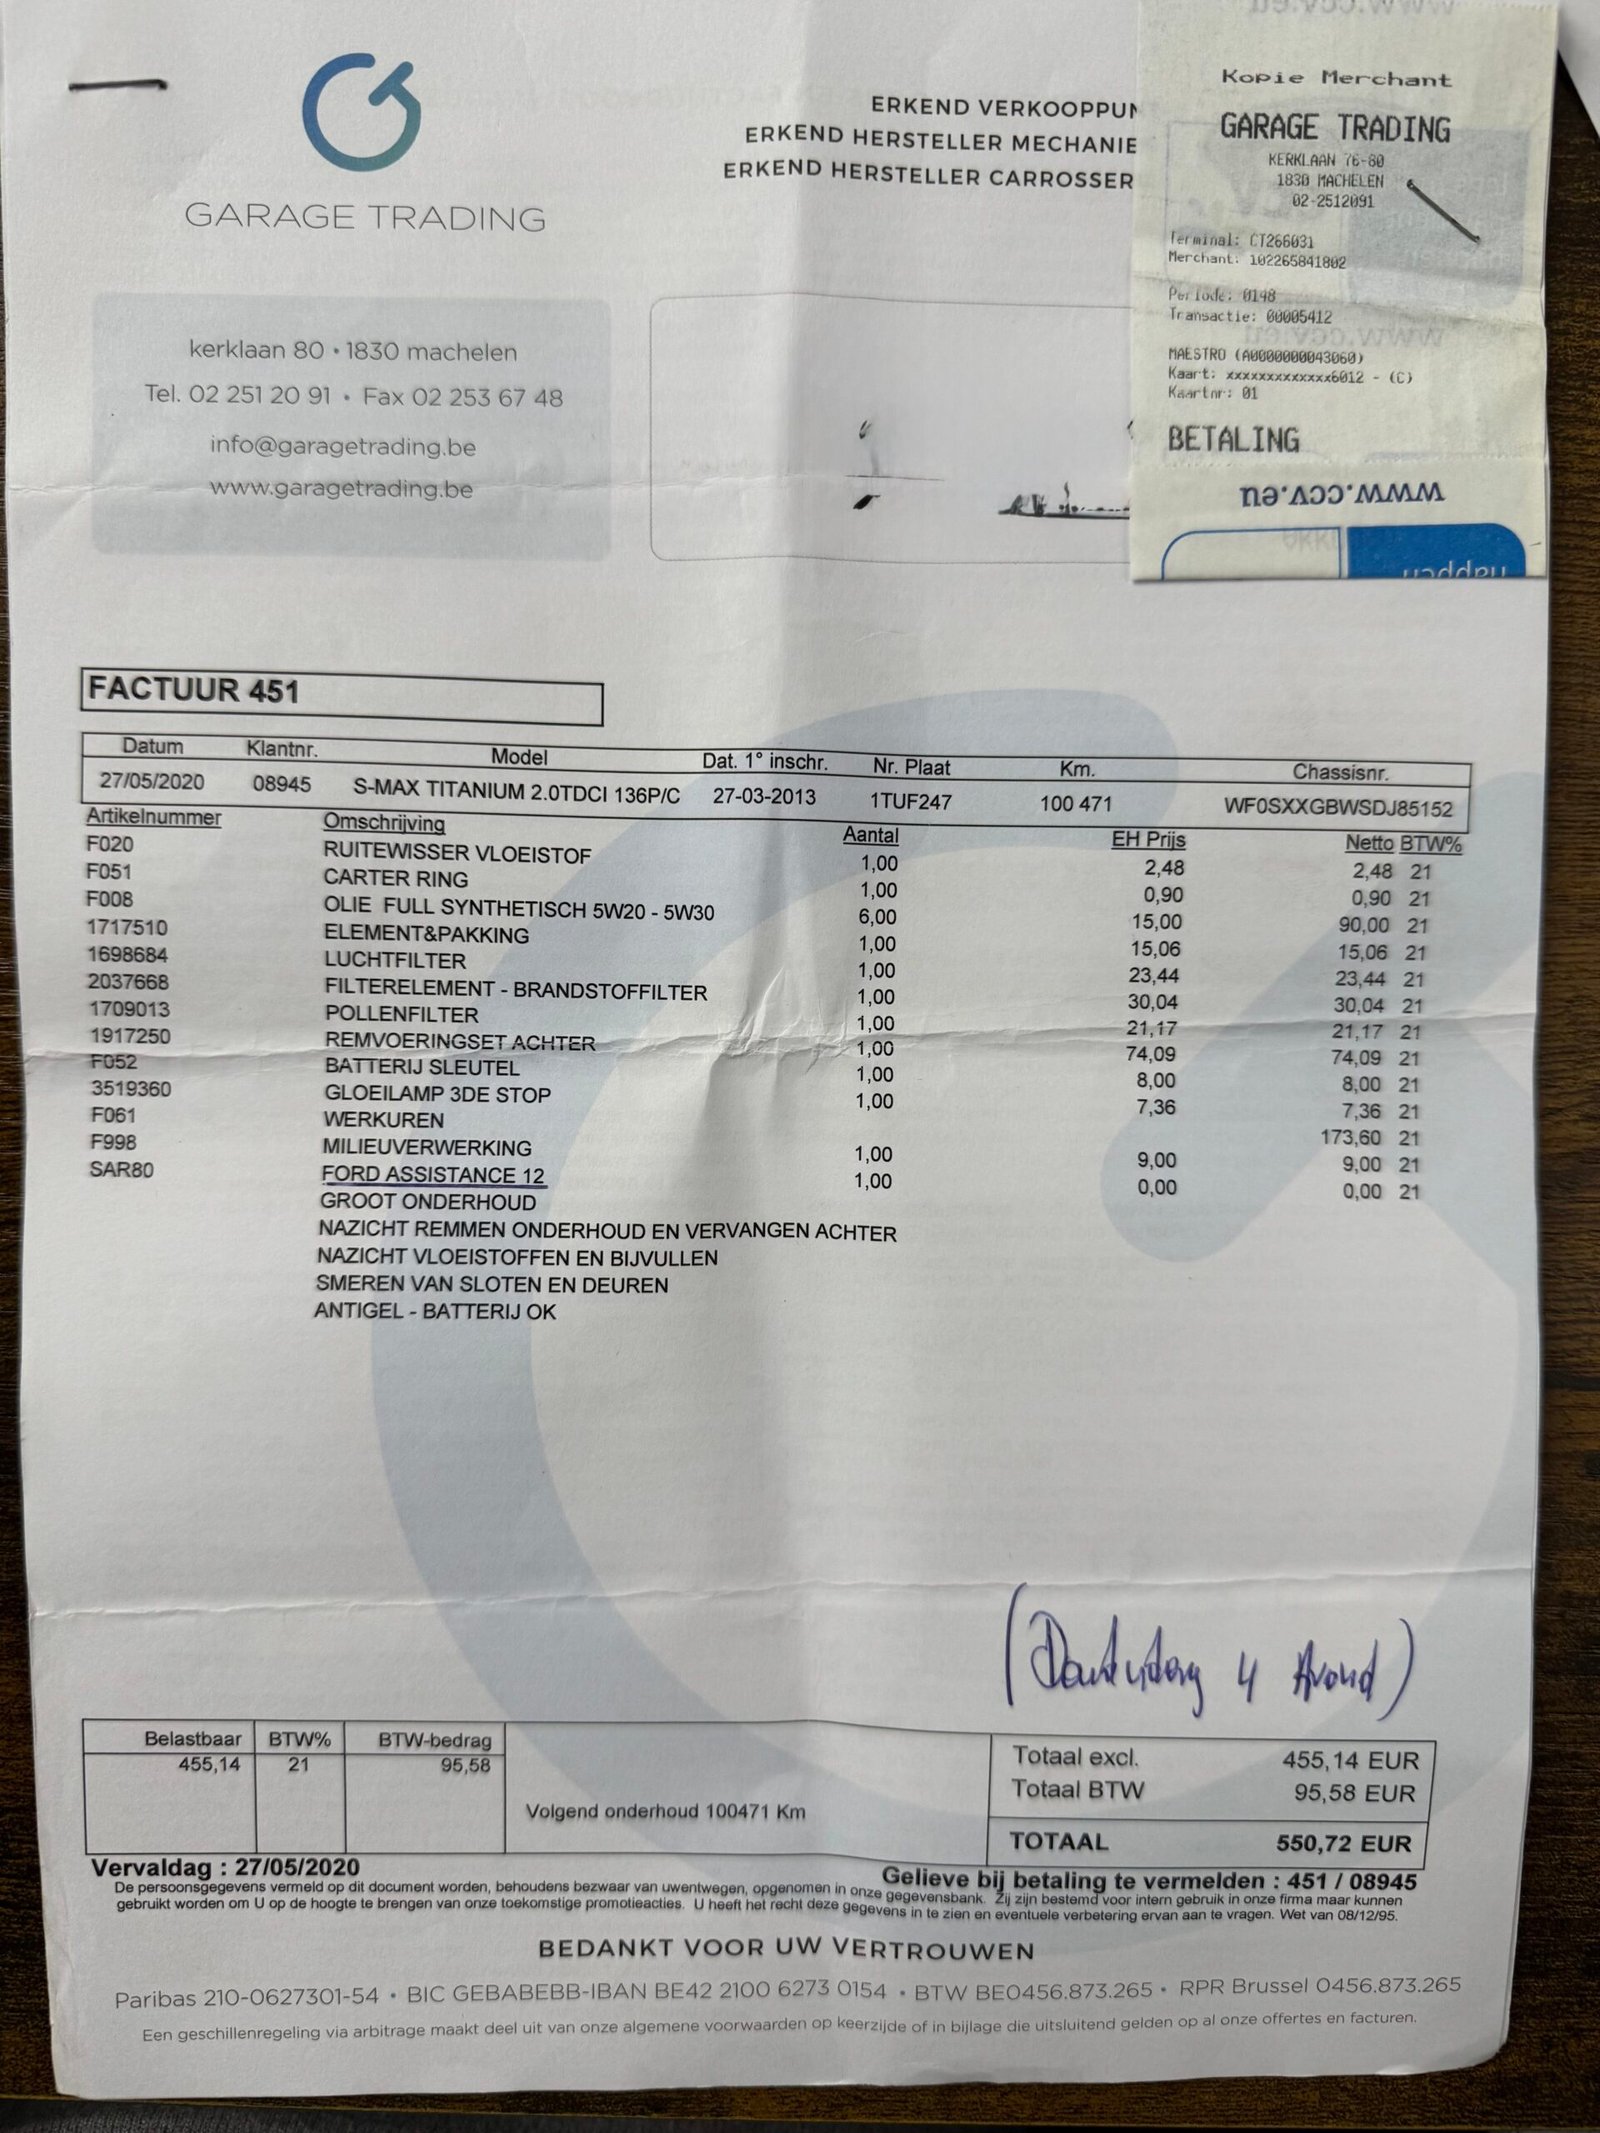 GARAGE TRADING
ERKEND VERKOOPPUN
ERKEND HERSTELLER MECHANIE
ERKEND HERSTELLER CARROSSER
kerklaan 80 • 1830 machelen
Tel. 02 251 20 91 • Fax 02 253 67 48
info@garagetrading.be
www.garagetrading.be
www.ccv.eu
Kopie Merchant
GARAGE TRADING
KERKLAAN 76-80
1830 MACHELEN
02-2512091
Terminal: CT266031
Merchant: 102265841802
Periode: 0148
Transactie: 00005412
MAESTRO (A0000000043060)
Kaart: xxxxxxxxxxxxx6012 - (C)
Kaartnr: 01
BETALING
www.ccv.eu
FACTUUR 451
Datum Klantnr. Model Dat. 1° inschr. Nr. Plaat Km. Chassisnr.
27/05/2020 08945 S-MAX TITANIUM 2.0TDCI 136P/C 27-03-2013 1TUF247 100 471 WF0SXXGBWSDJ85152
Artikelnummer Omschrijving Aantal EH Prijs Netto BTW%
F020 RUITEWISSER VLOEISTOF 1,00 2,48 2,48 21
F051 CARTER RING 1,00 0,90 0,90 21
F008 OLIE FULL SYNTHETISCH 5W20 - 5W30 6,00 15,00 90,00 21
1717510 ELEMENT&PAKKING 1,00 15,06 15,06 21
1698684 LUCHTFILTER 1,00 23,44 23,44 21
2037668 FILTERELEMENT - BRANDSTOFFILTER 1,00 30,04 30,04 21
1709013 POLLENFILTER 1,00 21,17 21,17 21
1917250 REMVOERINGSET ACHTER 1,00 74,09 74,09 21
F052 BATTERIJ SLEUTEL 1,00 8,00 8,00 21
3519360 GLOEILAMP 3DE STOP 1,00 7,36 7,36 21
F061 WERKUREN 173,60 21
F998 MILIEUVERWERKING 1,00 9,00 9,00 21
SAR80 FORD ASSISTANCE 12 1,00 0,00 0,00 21
GROOT ONDERHOUD
NAZICHT REMMEN ONDERHOUD EN VERVANGEN ACHTER
NAZICHT VLOEISTOFFEN EN BIJVULLEN
SMEREN VAN SLOTEN EN DEUREN
ANTIGEL - BATTERIJ OK
4 Avond)
Belastbaar BTW% BTW-bedrag
455,14 21 95,58
Volgend onderhoud 100471 Km
Totaal excl. 455,14 EUR
Totaal BTW 95,58 EUR
TOTAAL 550,72 EUR
Vervaldag : 27/05/2020
Gelieve bij betaling te vermelden : 451 / 08945
De persoonsgegevens vermeld op dit document worden, behoudens bezwaar van uwentwegen, opgenomen in onze gegevensbank. Zij zijn bestemd voor intern gebruik in onze firma maar kunnen
gebruikt worden om U op de hoogte te brengen van onze toekomstige promotieacties. U heeft het recht deze gegevens in te zien en eventuele verbetering ervan aan te vragen. Wet van 08/12/95.
BEDANKT VOOR UW VERTROUWEN
Paribas 210-0627301-54 • BIC GEBABEBB-IBAN BE42 2100 6273 0154 • BTW BE0456.873.265 • RPR Brussel 0456.873.265
Een geschillenregeling via arbitrage maakt deel uit van onze algemene voorwaarden op keerzijde of in bijlage die uitsluitend gelden op al onze offertes en facturen.